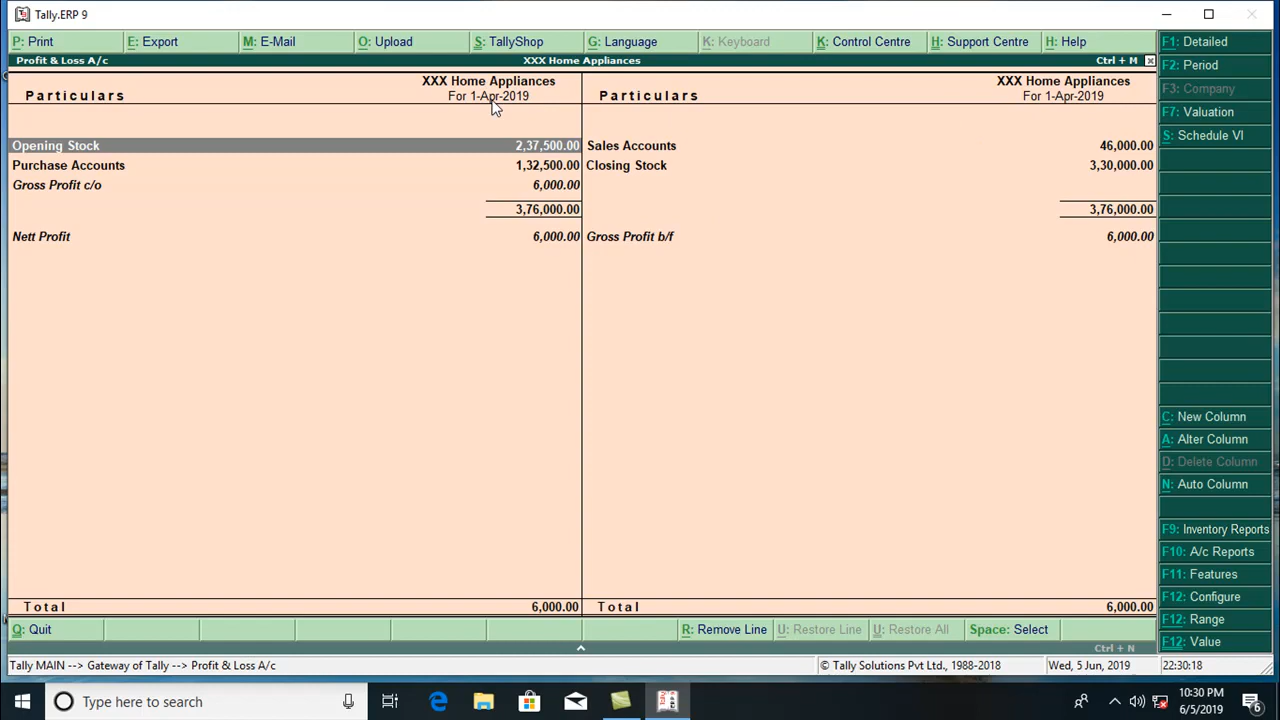 Tally.ERP 9
P: Print E: Export M: E-Mail O: Upload S: TallyShop G: Language K: Keyboard K: Control Centre H: Support Centre H: Help
Profit & Loss A/c XXX Home Appliances Ctrl + M
Particulars XXX Home Appliances Particulars XXX Home Appliances
For 1-Apr-2019 For 1-Apr-2019
Opening Stock 2,37,500.00 Sales Accounts 46,000.00
Purchase Accounts 1,32,500.00 Closing Stock 3,30,000.00
Gross Profit c/o 6,000.00
3,76,000.00 3,76,000.00
Nett Profit 6,000.00 Gross Profit b/f 6,000.00
Total 6,000.00 Total 6,000.00
Q: Quit R: Remove Line U: Restore Line U: Restore All Space: Select
Ctrl + N
F1: Detailed
F2: Period
F3: Company
F7: Valuation
S: Schedule VI
C: New Column
A: Alter Column
D: Delete Column
N: Auto Column
F9: Inventory Reports
F10: A/c Reports
F11: Features
F12: Configure
F12: Range
F12: Value
Tally MAIN --> Gateway of Tally --> Profit & Loss A/c © Tally Solutions Pvt Ltd., 1988-2018 Wed, 5 Jun, 2019 22:30:18
Type here to search 10:30 PM
6/5/2019 6